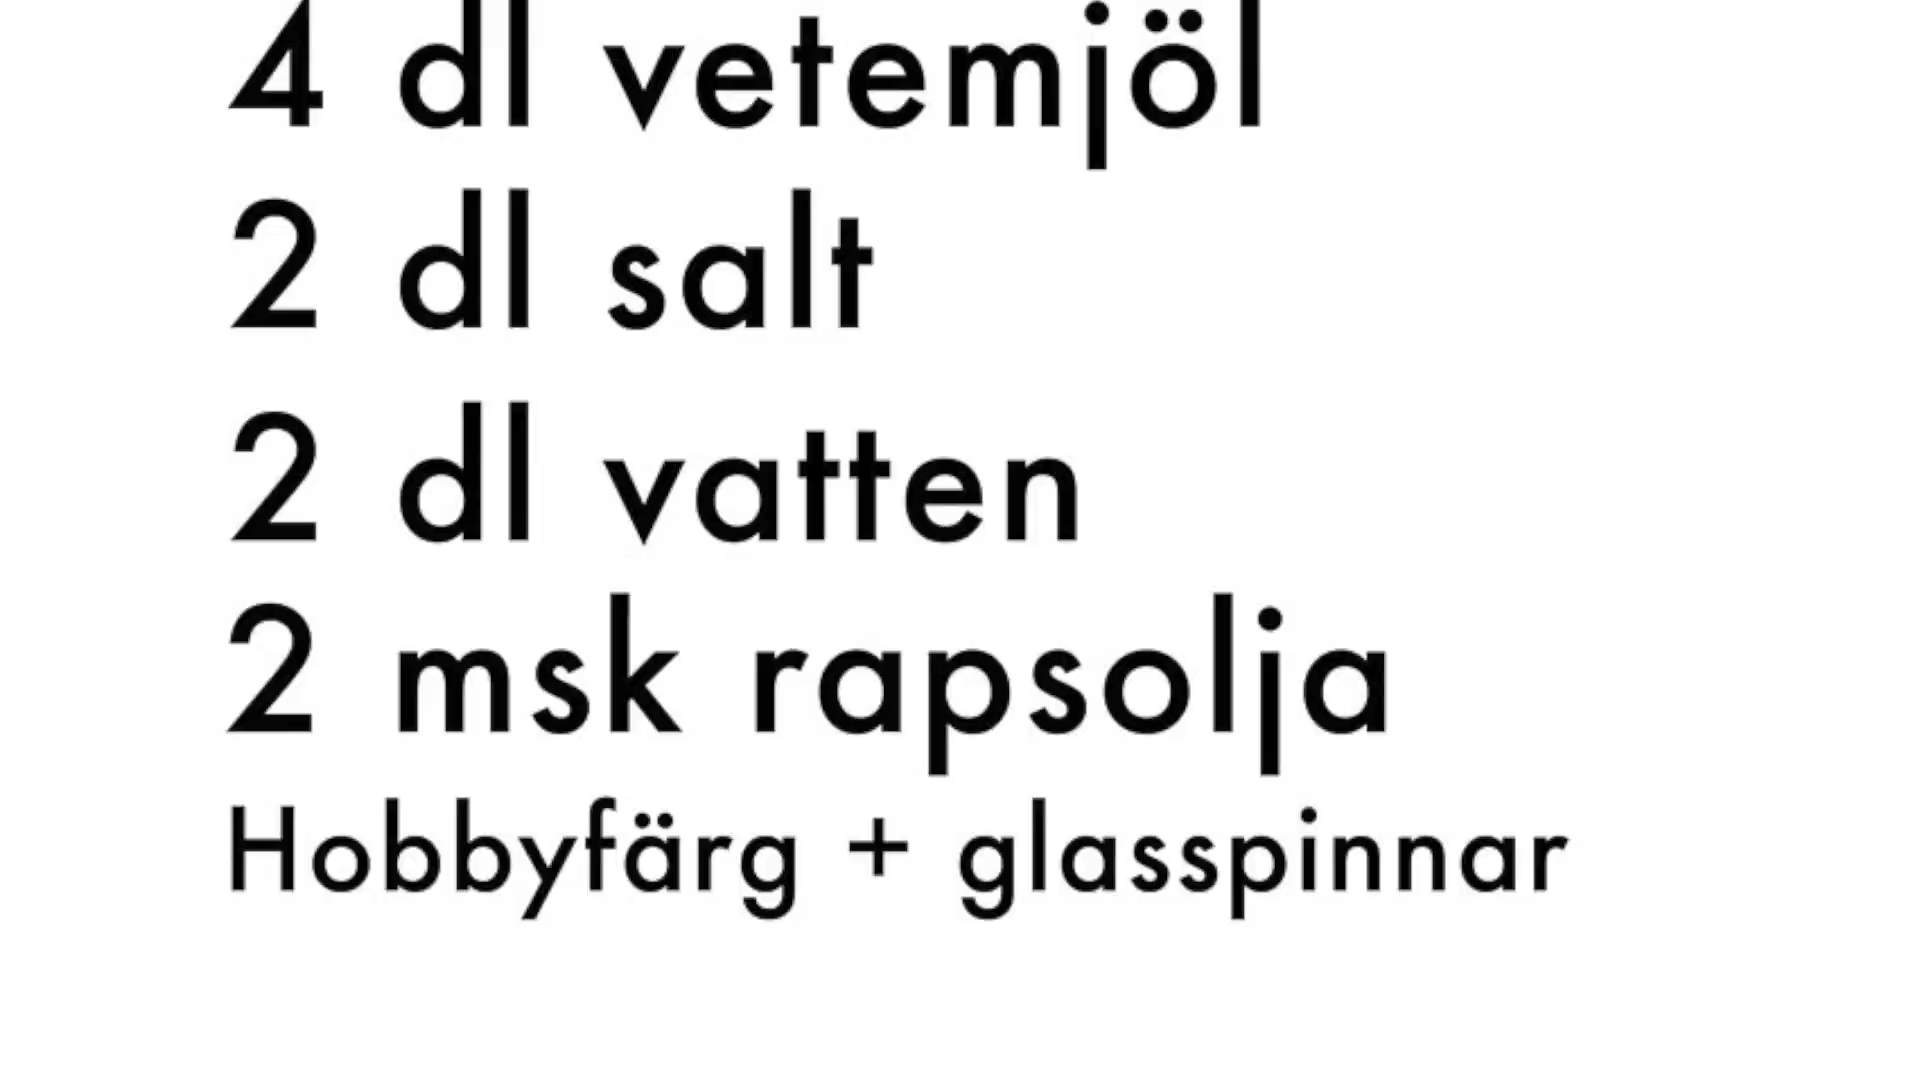 4 dl vetemjöl
2 dl salt
2 dl vatten
2 msk rapsolja
Hobbyfärg + glasspinnar